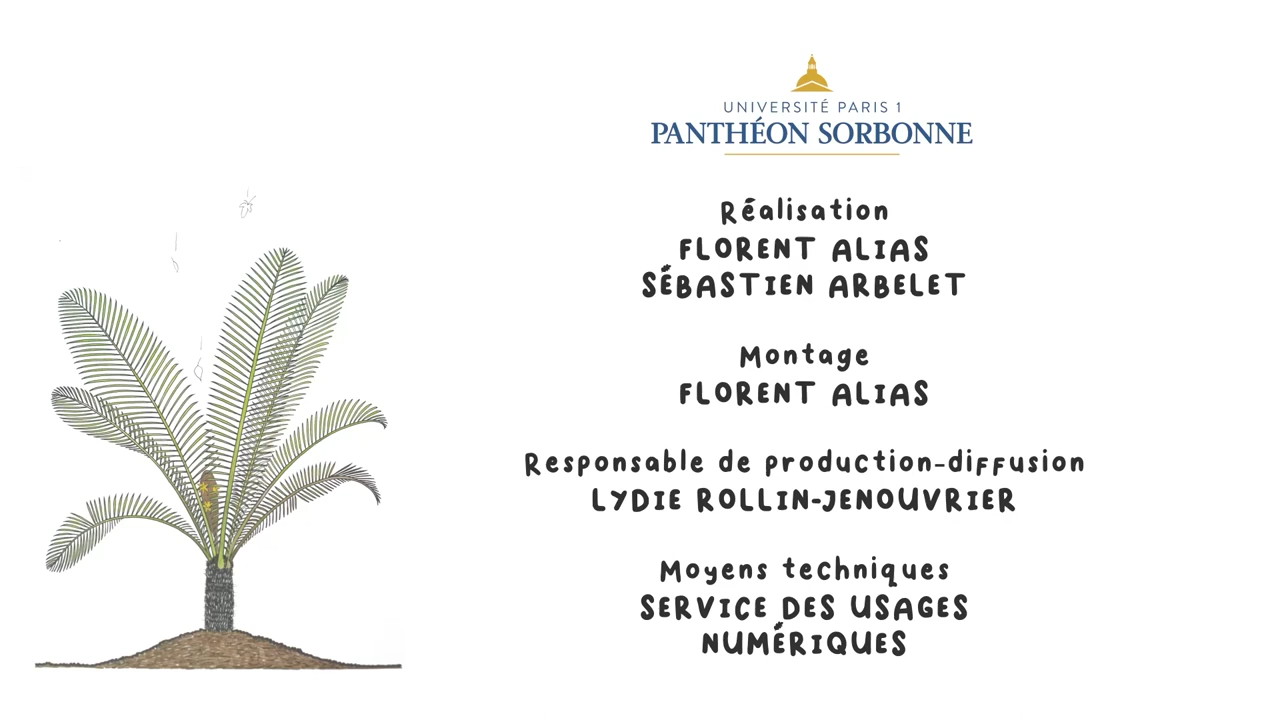 UNIVERSITÉ PARIS 1
PANTHÉON SORBONNE
Réalisation
FLORENT ALIAS
SÉBASTIEN ARBELET
Montage
FLORENT ALIAS
Responsable de production-diffusion
LYDIE ROLLIN-JENOUVRIER
Moyens techniques
SERVICE DES USAGES
NUMÉRIQUES